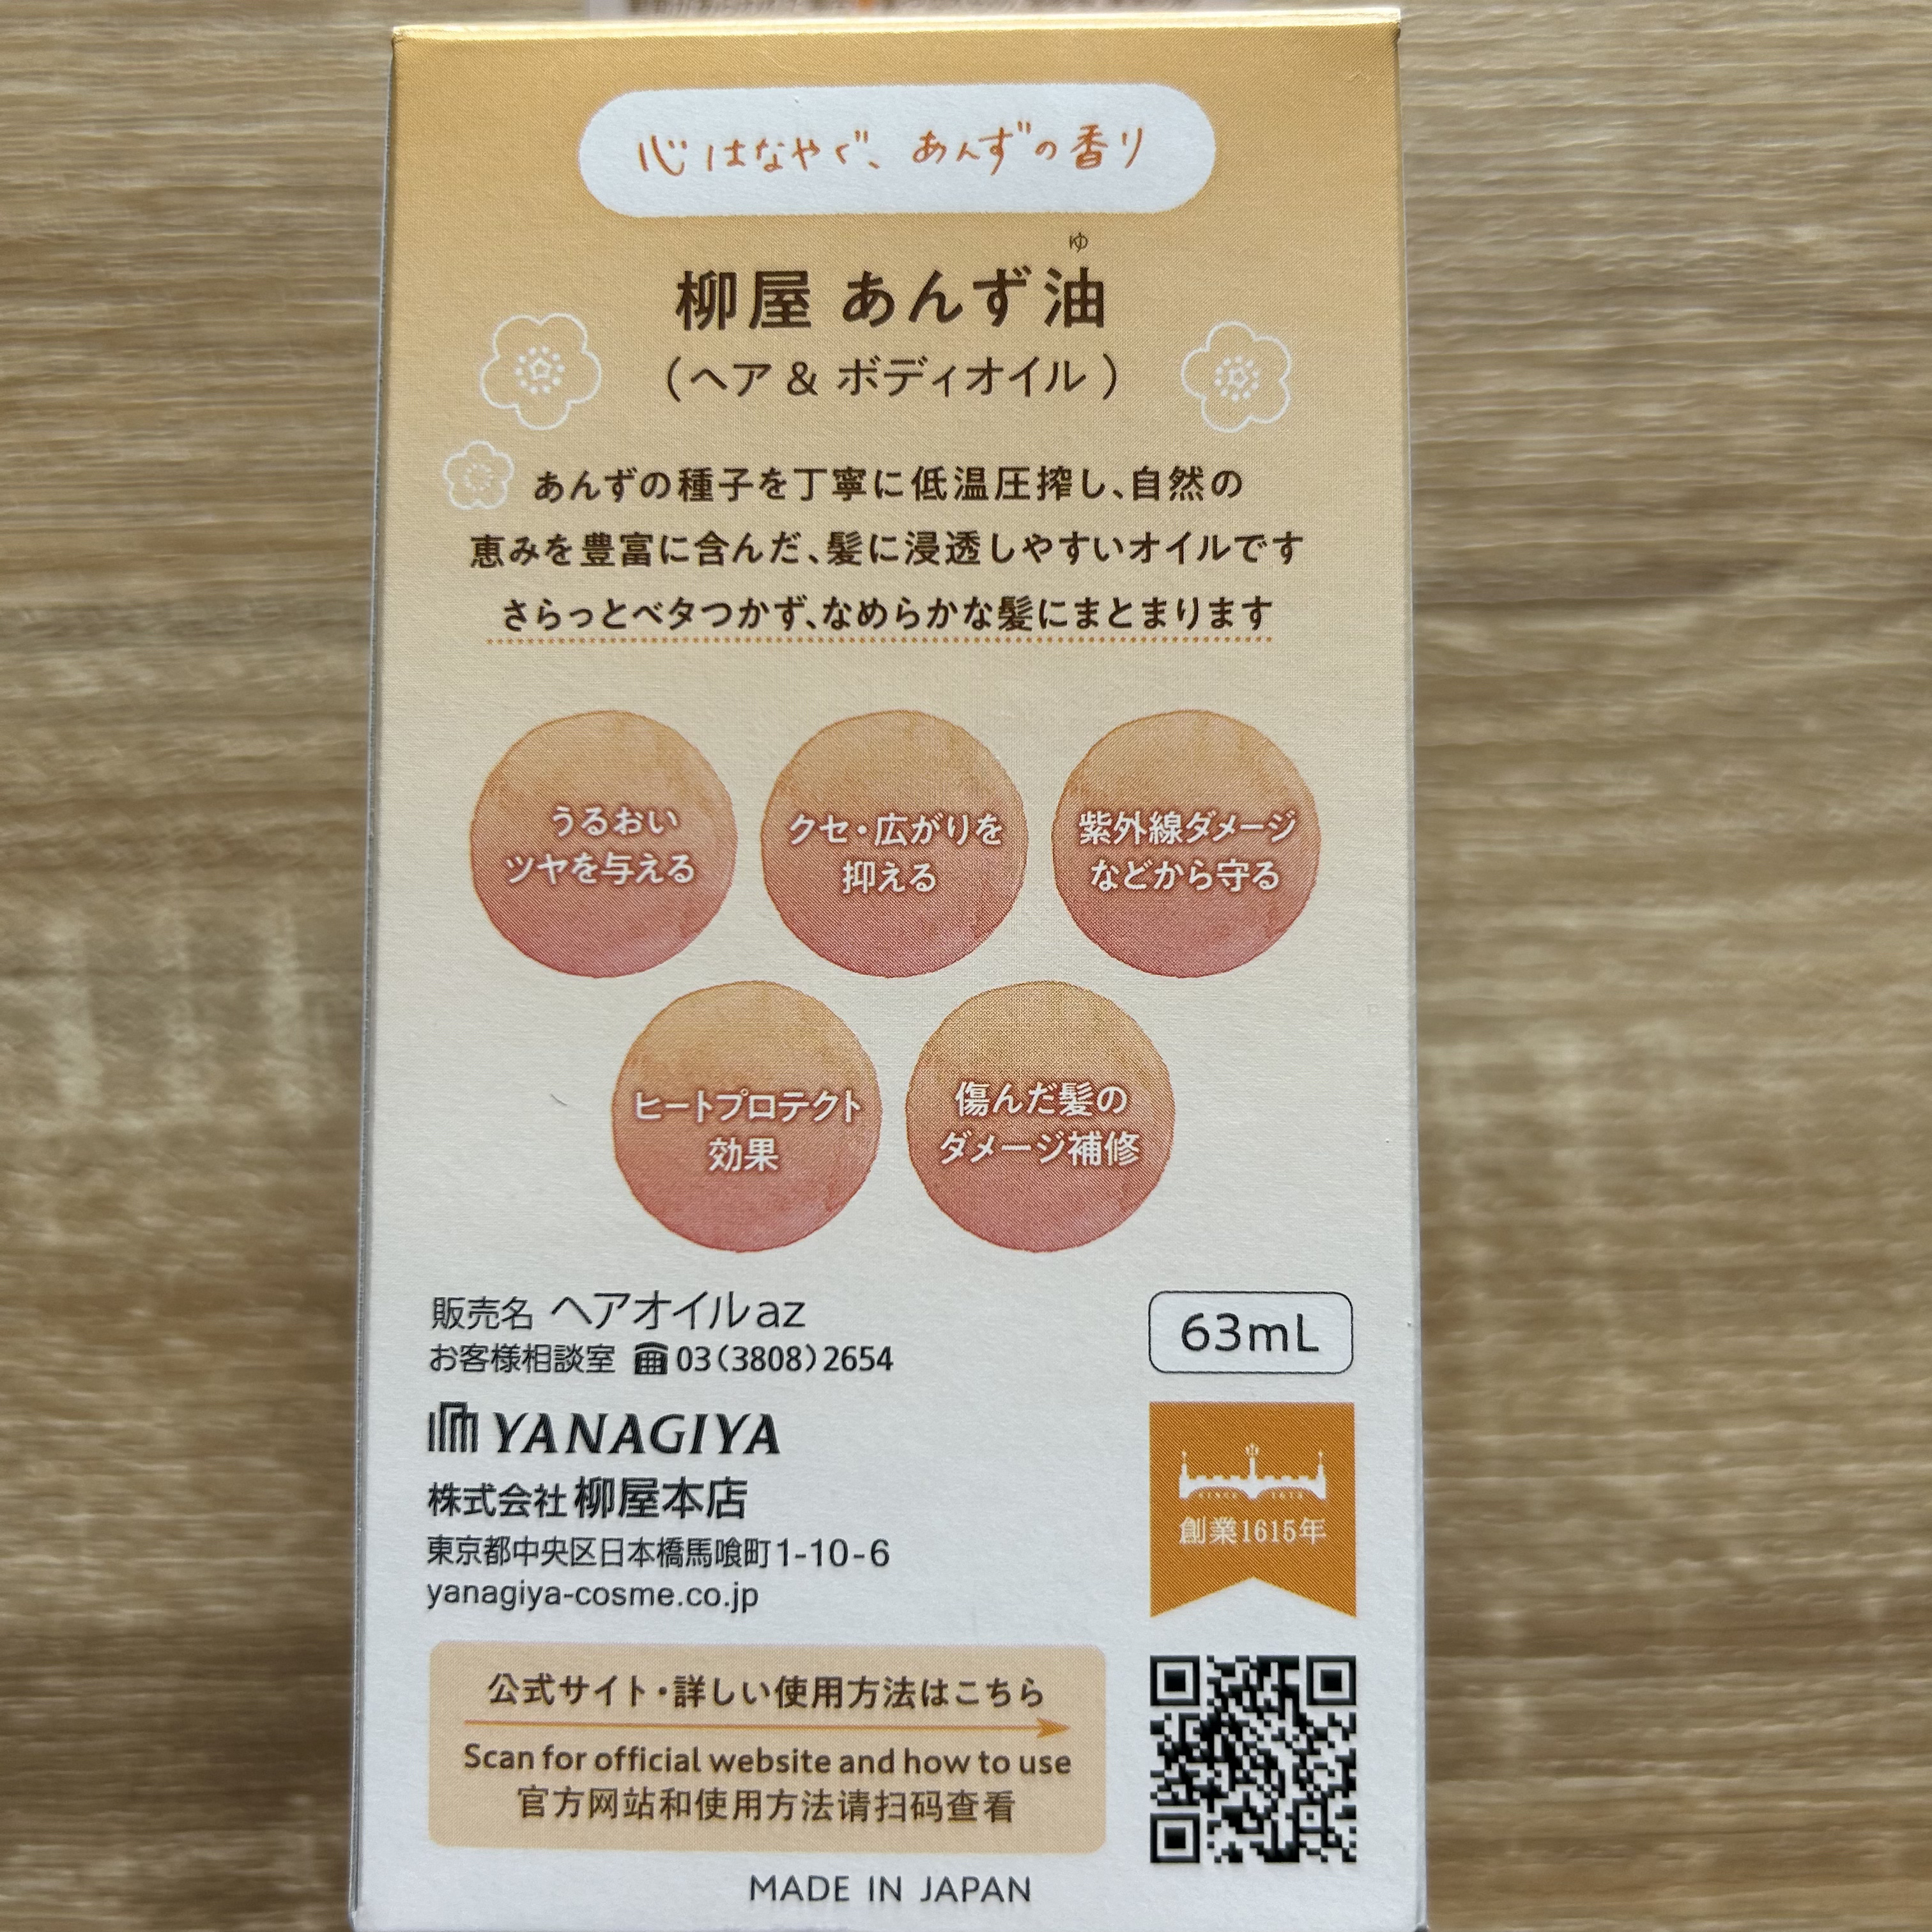 心はなやぐ、あんずの香り
ゆ
柳屋 あんず油
(ヘア & ボディオイル)
あんずの種子を丁寧に低温圧搾し、自然の
恵みを豊富に含んだ、髪に浸透しやすいオイルです
さらっとベタつかず、なめらかな髪にまとまります
うるおい
ツヤを与える
クセ・広がりを
抑える
紫外線ダメージ
などから守る
ヒートプロテクト
効果
傷んだ髪の
ダメージ補修
販売名 ヘアオイルaz
お客様相談室 ☎03(3808)2654
63mL
YANAGIYA
株式会社 柳屋本店
東京都中央区日本橋馬喰町1-10-6
yanagiya-cosme.co.jp
SINCE 1615
創業1615年
公式サイト・詳しい使用方法はこちら
Scan for official website and how to use
官方网站和使用方法请扫码查看
MADE IN JAPAN